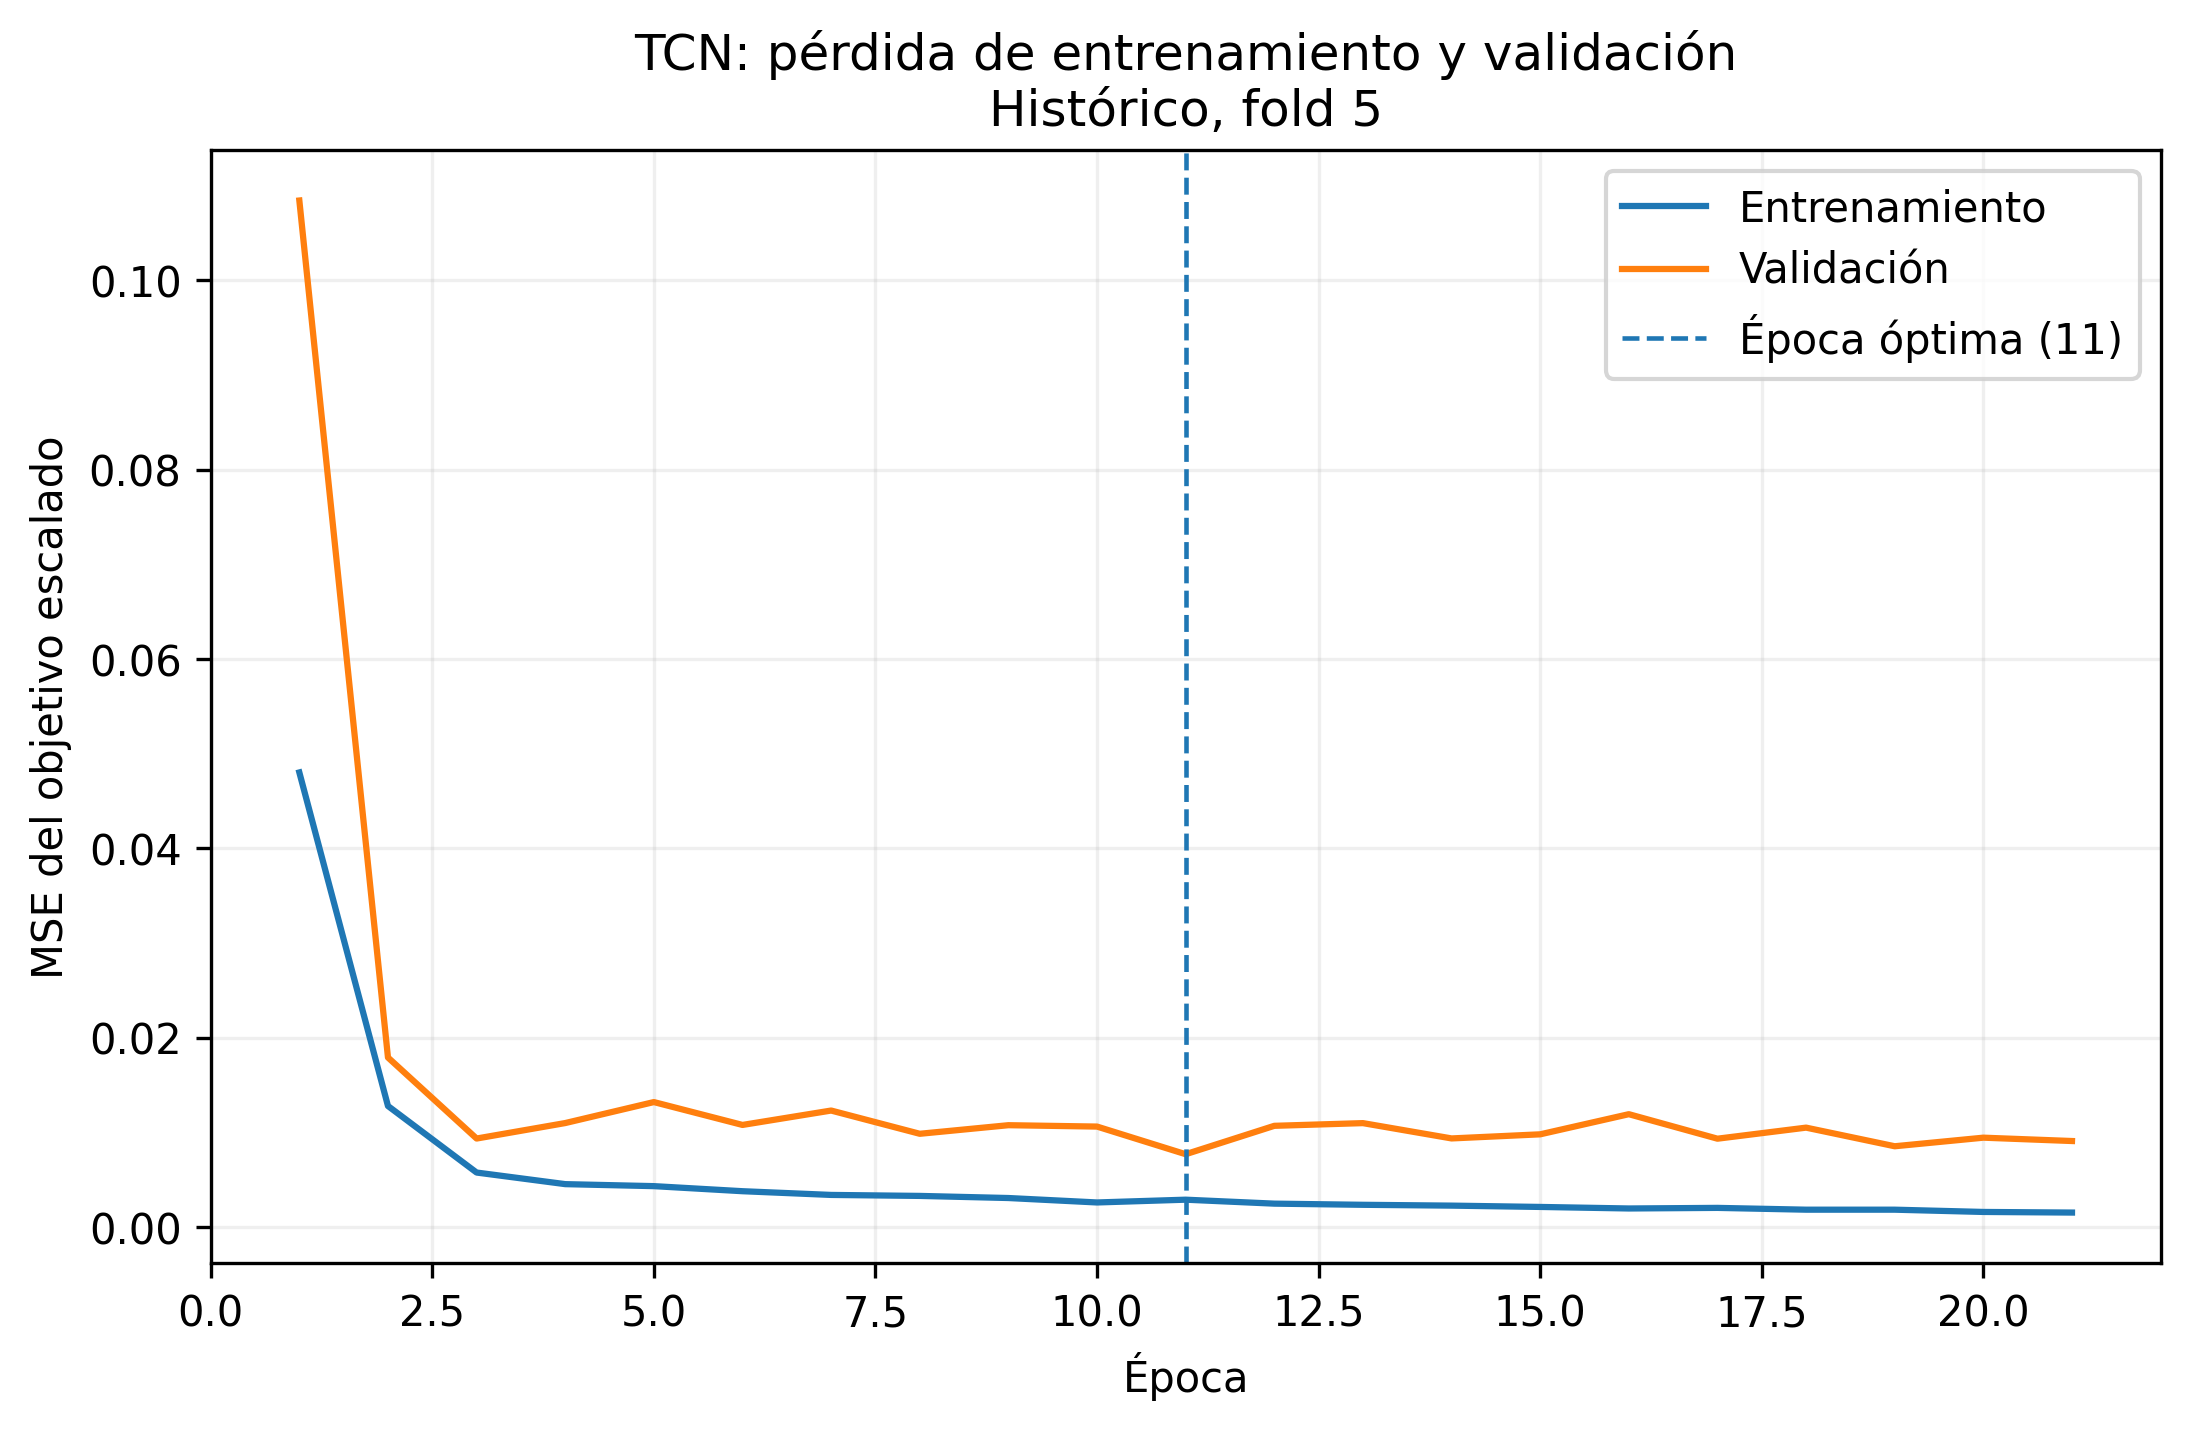 TCN: pérdida de entrenamiento y validación
Histórico, fold 5
Entrenamiento
Validación
Época óptima (11)
MSE del objetivo escalado
0.10
0.08
0.06
0.04
0.02
0.00
0.0 2.5 5.0 7.5 10.0 12.5 15.0 17.5 20.0
Época